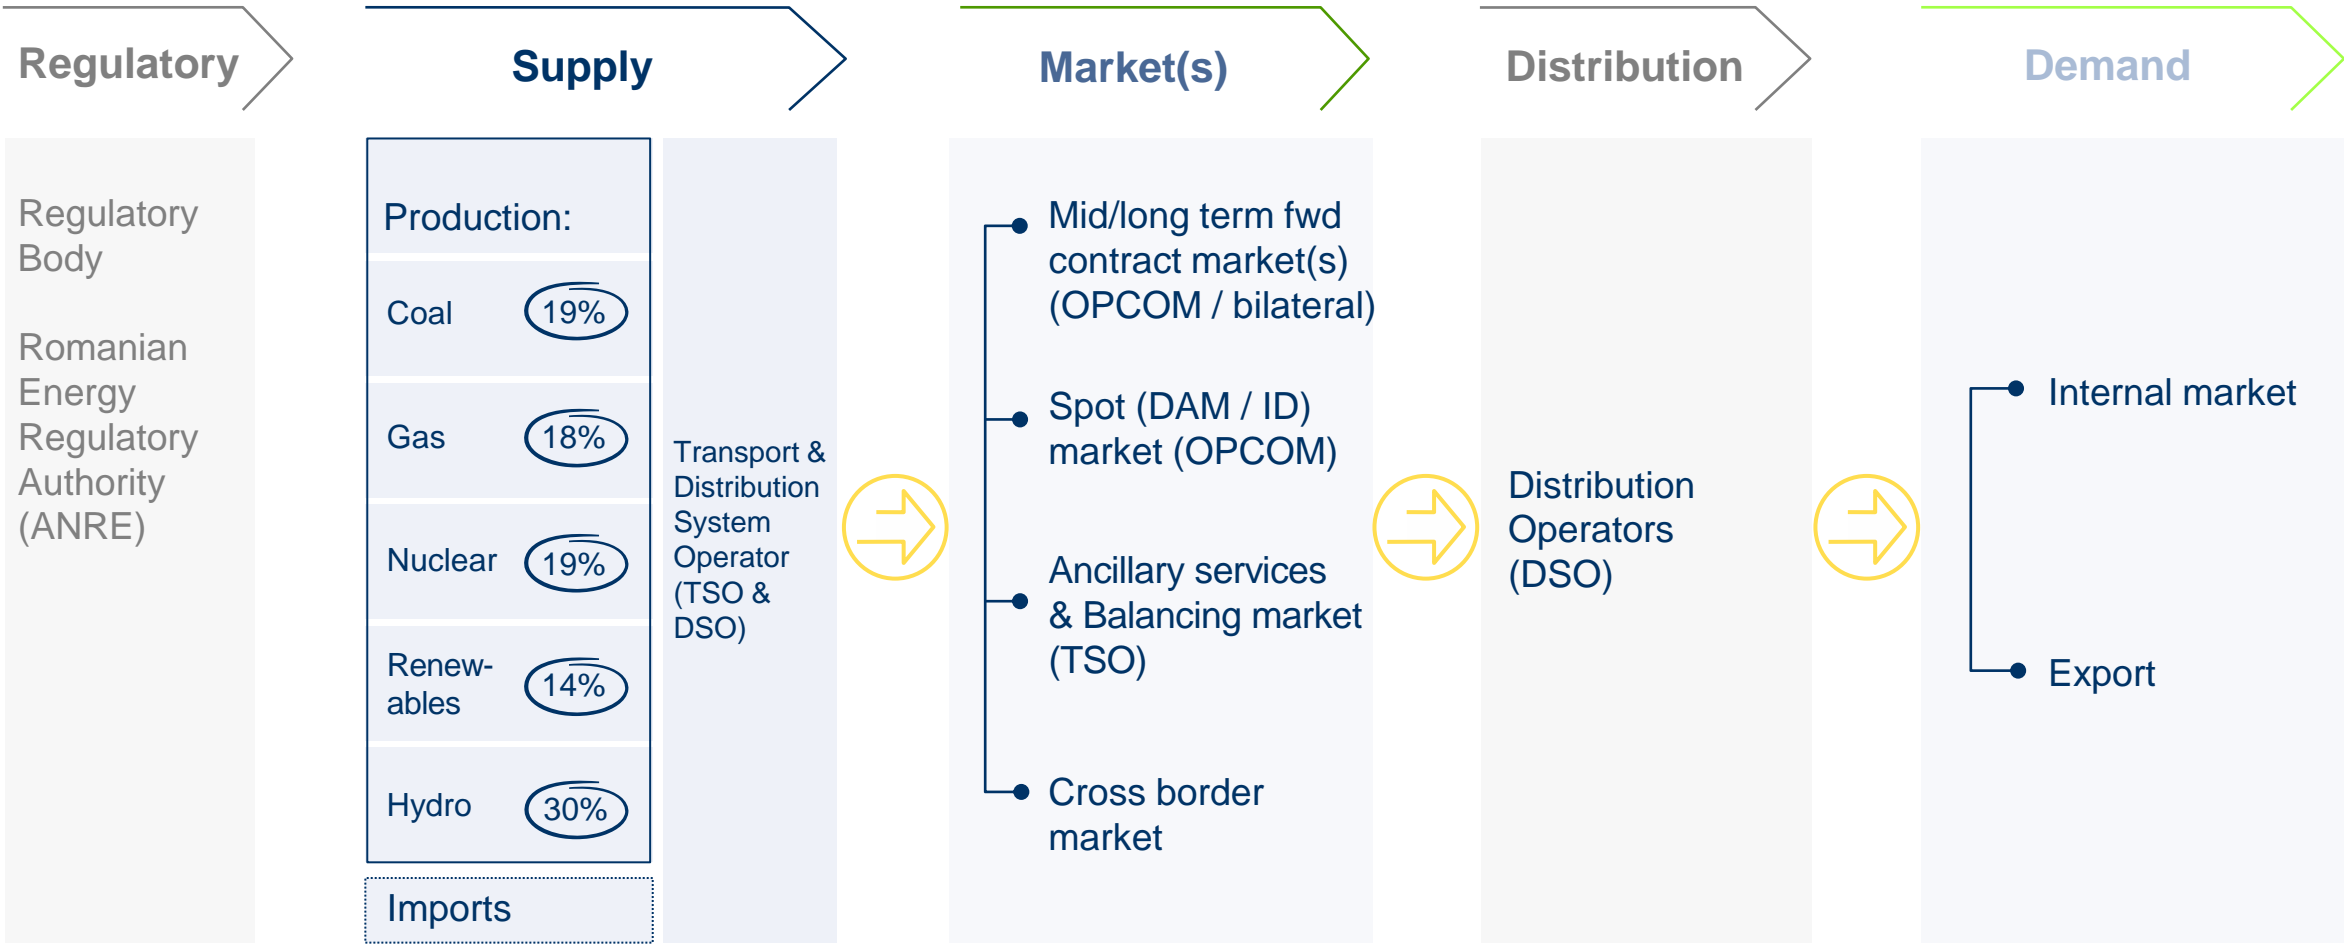 Regulatory
Supply
Market(s)
Distribution
Demand
Regulatory
Body
Romanian
Energy
Regulatory
Authority
(ANRE)
Production:
Coal 19%
Gas 18%
Nuclear 19%
Renew-
ables 14%
Hydro 30%
Imports
Transport &
Distribution
System
Operator
(TSO &
DSO)
Mid/long term fwd
contract market(s)
(OPCOM / bilateral)
Spot (DAM / ID)
market (OPCOM)
Ancillary services
& Balancing market
(TSO)
Cross border
market
Distribution
Operators
(DSO)
Internal market
Export